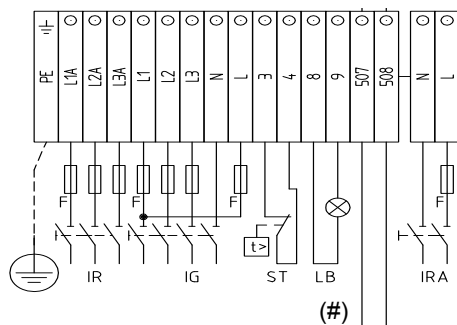 PE L1A L2A L3A L1 L2 L3 N L 3 4 8 9 507 508 N L
F F F F
t>
IR IG ST LB IRA
(#)